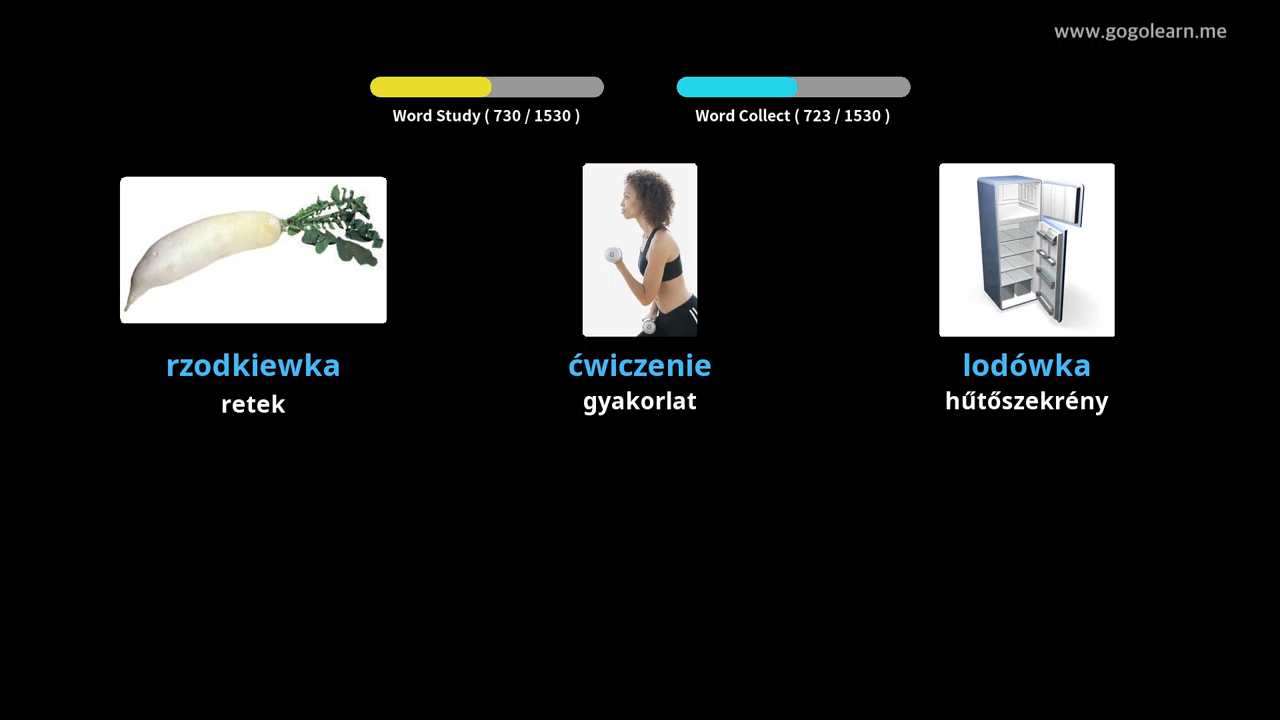 www.gogolearn.me
Word Study ( 730 / 1530 )
Word Collect ( 723 / 1530 )
rzodkiewka
retek
ćwiczenie
gyakorlat
lodówka
hűtőszekrény